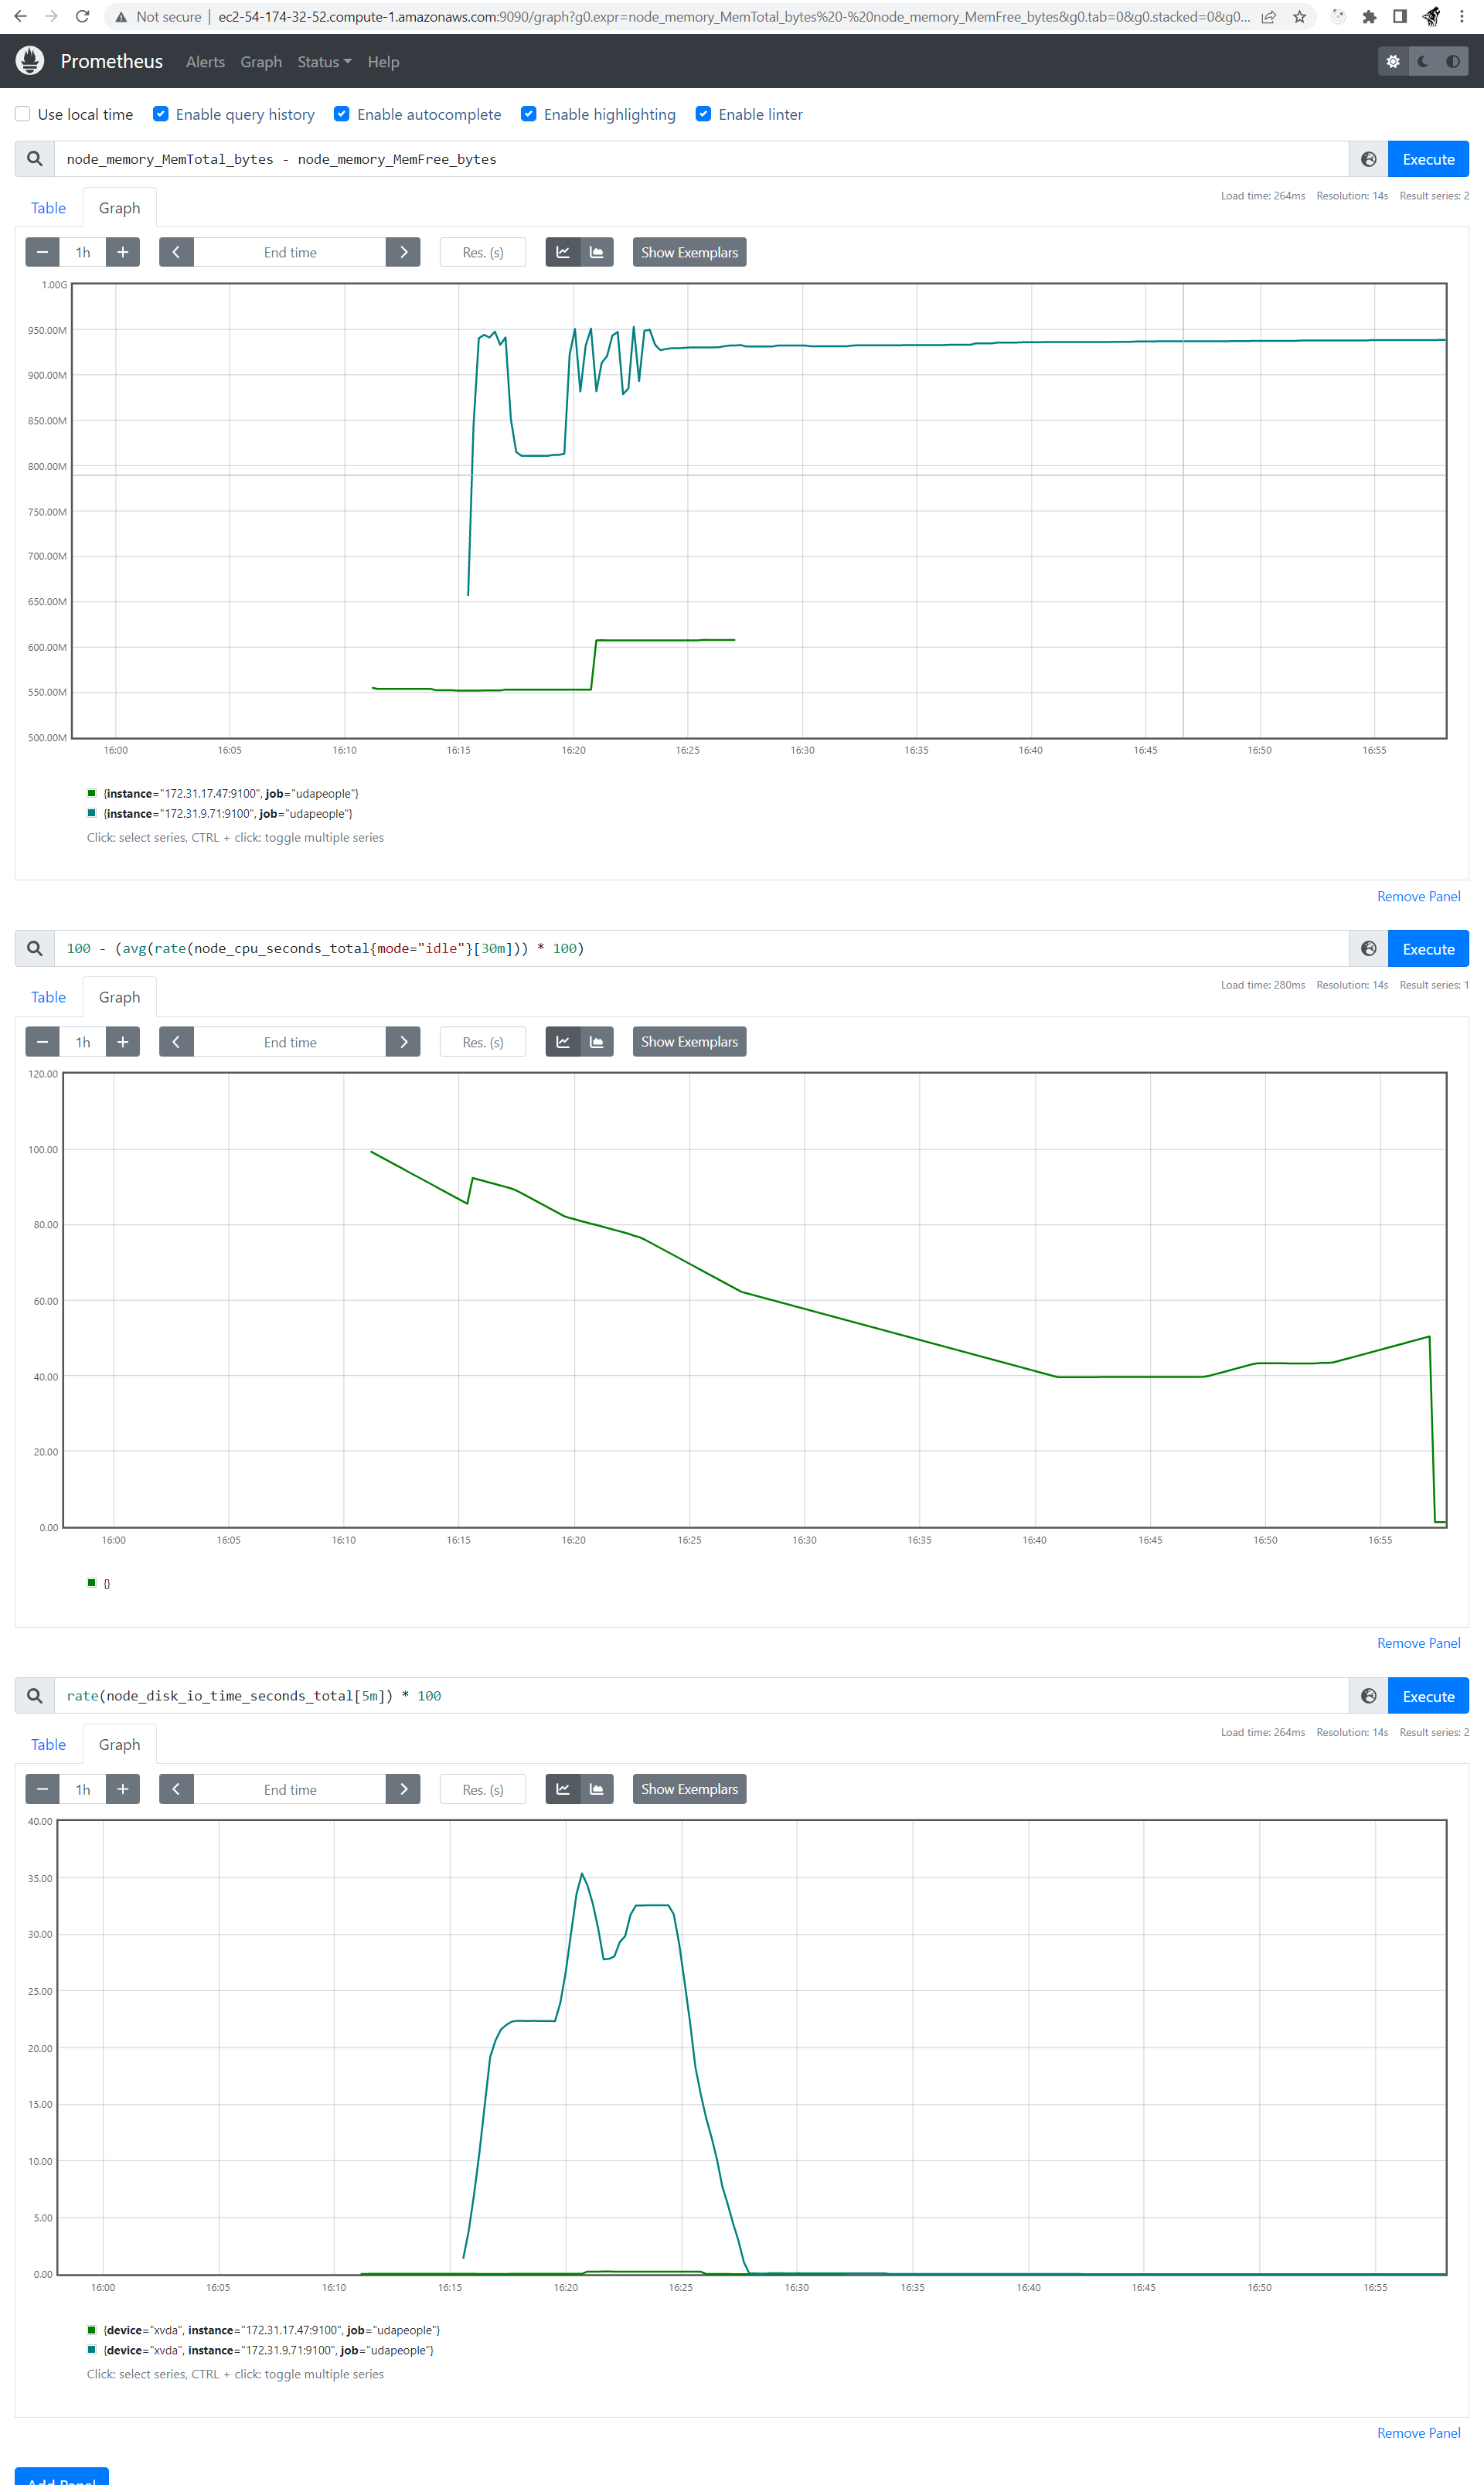 Not secure | ec2-54-174-32-52.compute-1.amazonaws.com:9090/graph?g0.expr=node_memory_MemTotal_bytes%20-%20node_memory_MemFree_bytes&g0.tab=0&g0.stacked=0&g0...
Prometheus Alerts Graph Status Help
Use local time Enable query history Enable autocomplete Enable highlighting Enable linter
node_memory_MemTotal_bytes - node_memory_MemFree_bytes Execute
Table Graph Load time: 264ms Resolution: 14s Result series: 2
− 1h + End time Res. (s) Show Exemplars
1.00G
950.00M
900.00M
850.00M
800.00M
750.00M
700.00M
650.00M
600.00M
550.00M
500.00M
16:00 16:05 16:10 16:15 16:20 16:25 16:30 16:35 16:40 16:45 16:50 16:55
{instance="172.31.17.47:9100", job="udapeople"}
{instance="172.31.9.71:9100", job="udapeople"}
Click: select series, CTRL + click: toggle multiple series
Remove Panel
100 - (avg(rate(node_cpu_seconds_total{mode="idle"}[30m])) * 100) Execute
Table Graph Load time: 280ms Resolution: 14s Result series: 1
− 1h + End time Res. (s) Show Exemplars
120.00
100.00
80.00
60.00
40.00
20.00
0.00
16:00 16:05 16:10 16:15 16:20 16:25 16:30 16:35 16:40 16:45 16:50 16:55
{}
Remove Panel
rate(node_disk_io_time_seconds_total[5m]) * 100 Execute
Table Graph Load time: 264ms Resolution: 14s Result series: 2
− 1h + End time Res. (s) Show Exemplars
40.00
35.00
30.00
25.00
20.00
15.00
10.00
5.00
0.00
16:00 16:05 16:10 16:15 16:20 16:25 16:30 16:35 16:40 16:45 16:50 16:55
{device="xvda", instance="172.31.17.47:9100", job="udapeople"}
{device="xvda", instance="172.31.9.71:9100", job="udapeople"}
Click: select series, CTRL + click: toggle multiple series
Remove Panel
Add Panel